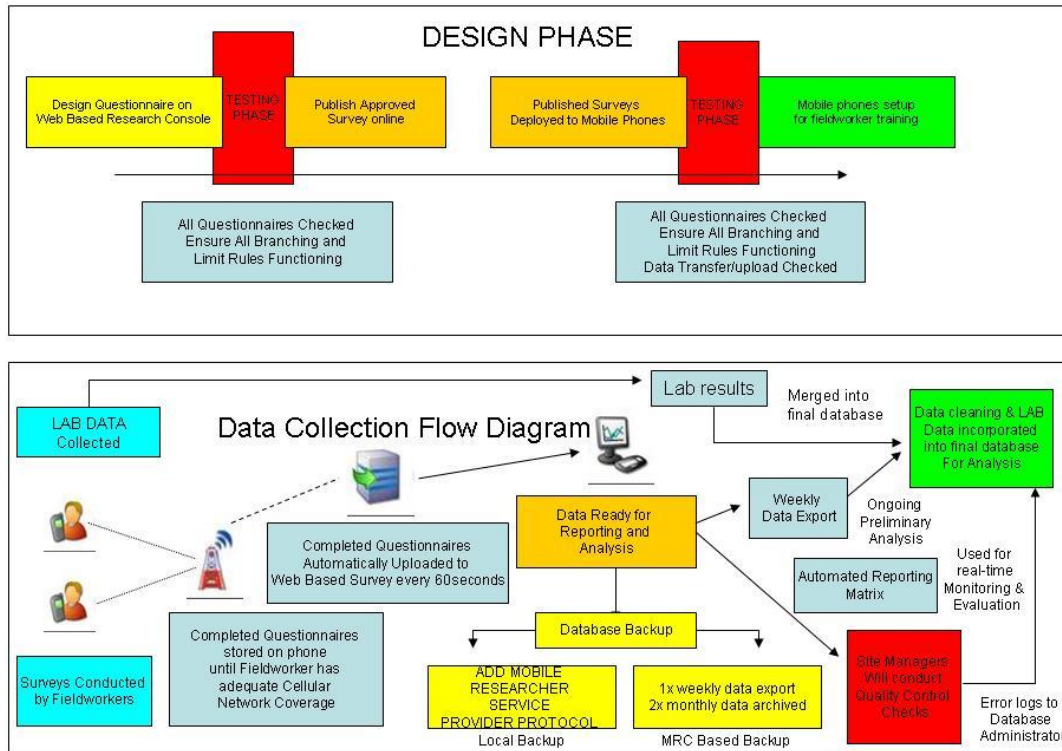 DESIGN PHASE
Design Questionnaire on
Web Based Research Console
TESTING
PHASE
Publish Approved
Survey online
Published Surveys
Deployed to Mobile Phones
TESTING
PHASE
Mobile phones setup
for fieldworker training
All Questionnaires Checked
Ensure All Branching and
Limit Rules Functioning
All Questionnaires Checked
Ensure All Branching and
Limit Rules Functioning
Data Transfer/upload Checked
LAB DATA
Collected
Data Collection Flow Diagram
Lab results
Merged into
final database
Data cleaning & LAB
Data incorporated
into final database
For Analysis
Completed Questionnaires
Automatically Uploaded to
Web Based Survey every 60seconds
Data Ready for
Reporting and
Analysis
Weekly
Data Export
Ongoing
Preliminary
Analysis
Automated Reporting
Matrix
Used for
real-time
Monitoring &
Evaluation
Completed Questionnaires
stored on phone
until Fieldworker has
adequate Cellular
Network Coverage
Surveys Conducted
by Fieldworkers
Database Backup
ADD MOBILE
RESEARCHER
SERVICE
PROVIDER PROTOCOL
Local Backup
1x weekly data export
2x monthly data archived
MRC Based Backup
Site Managers
Will conduct
Quality Control
Checks
Error logs to
Database
Administrato